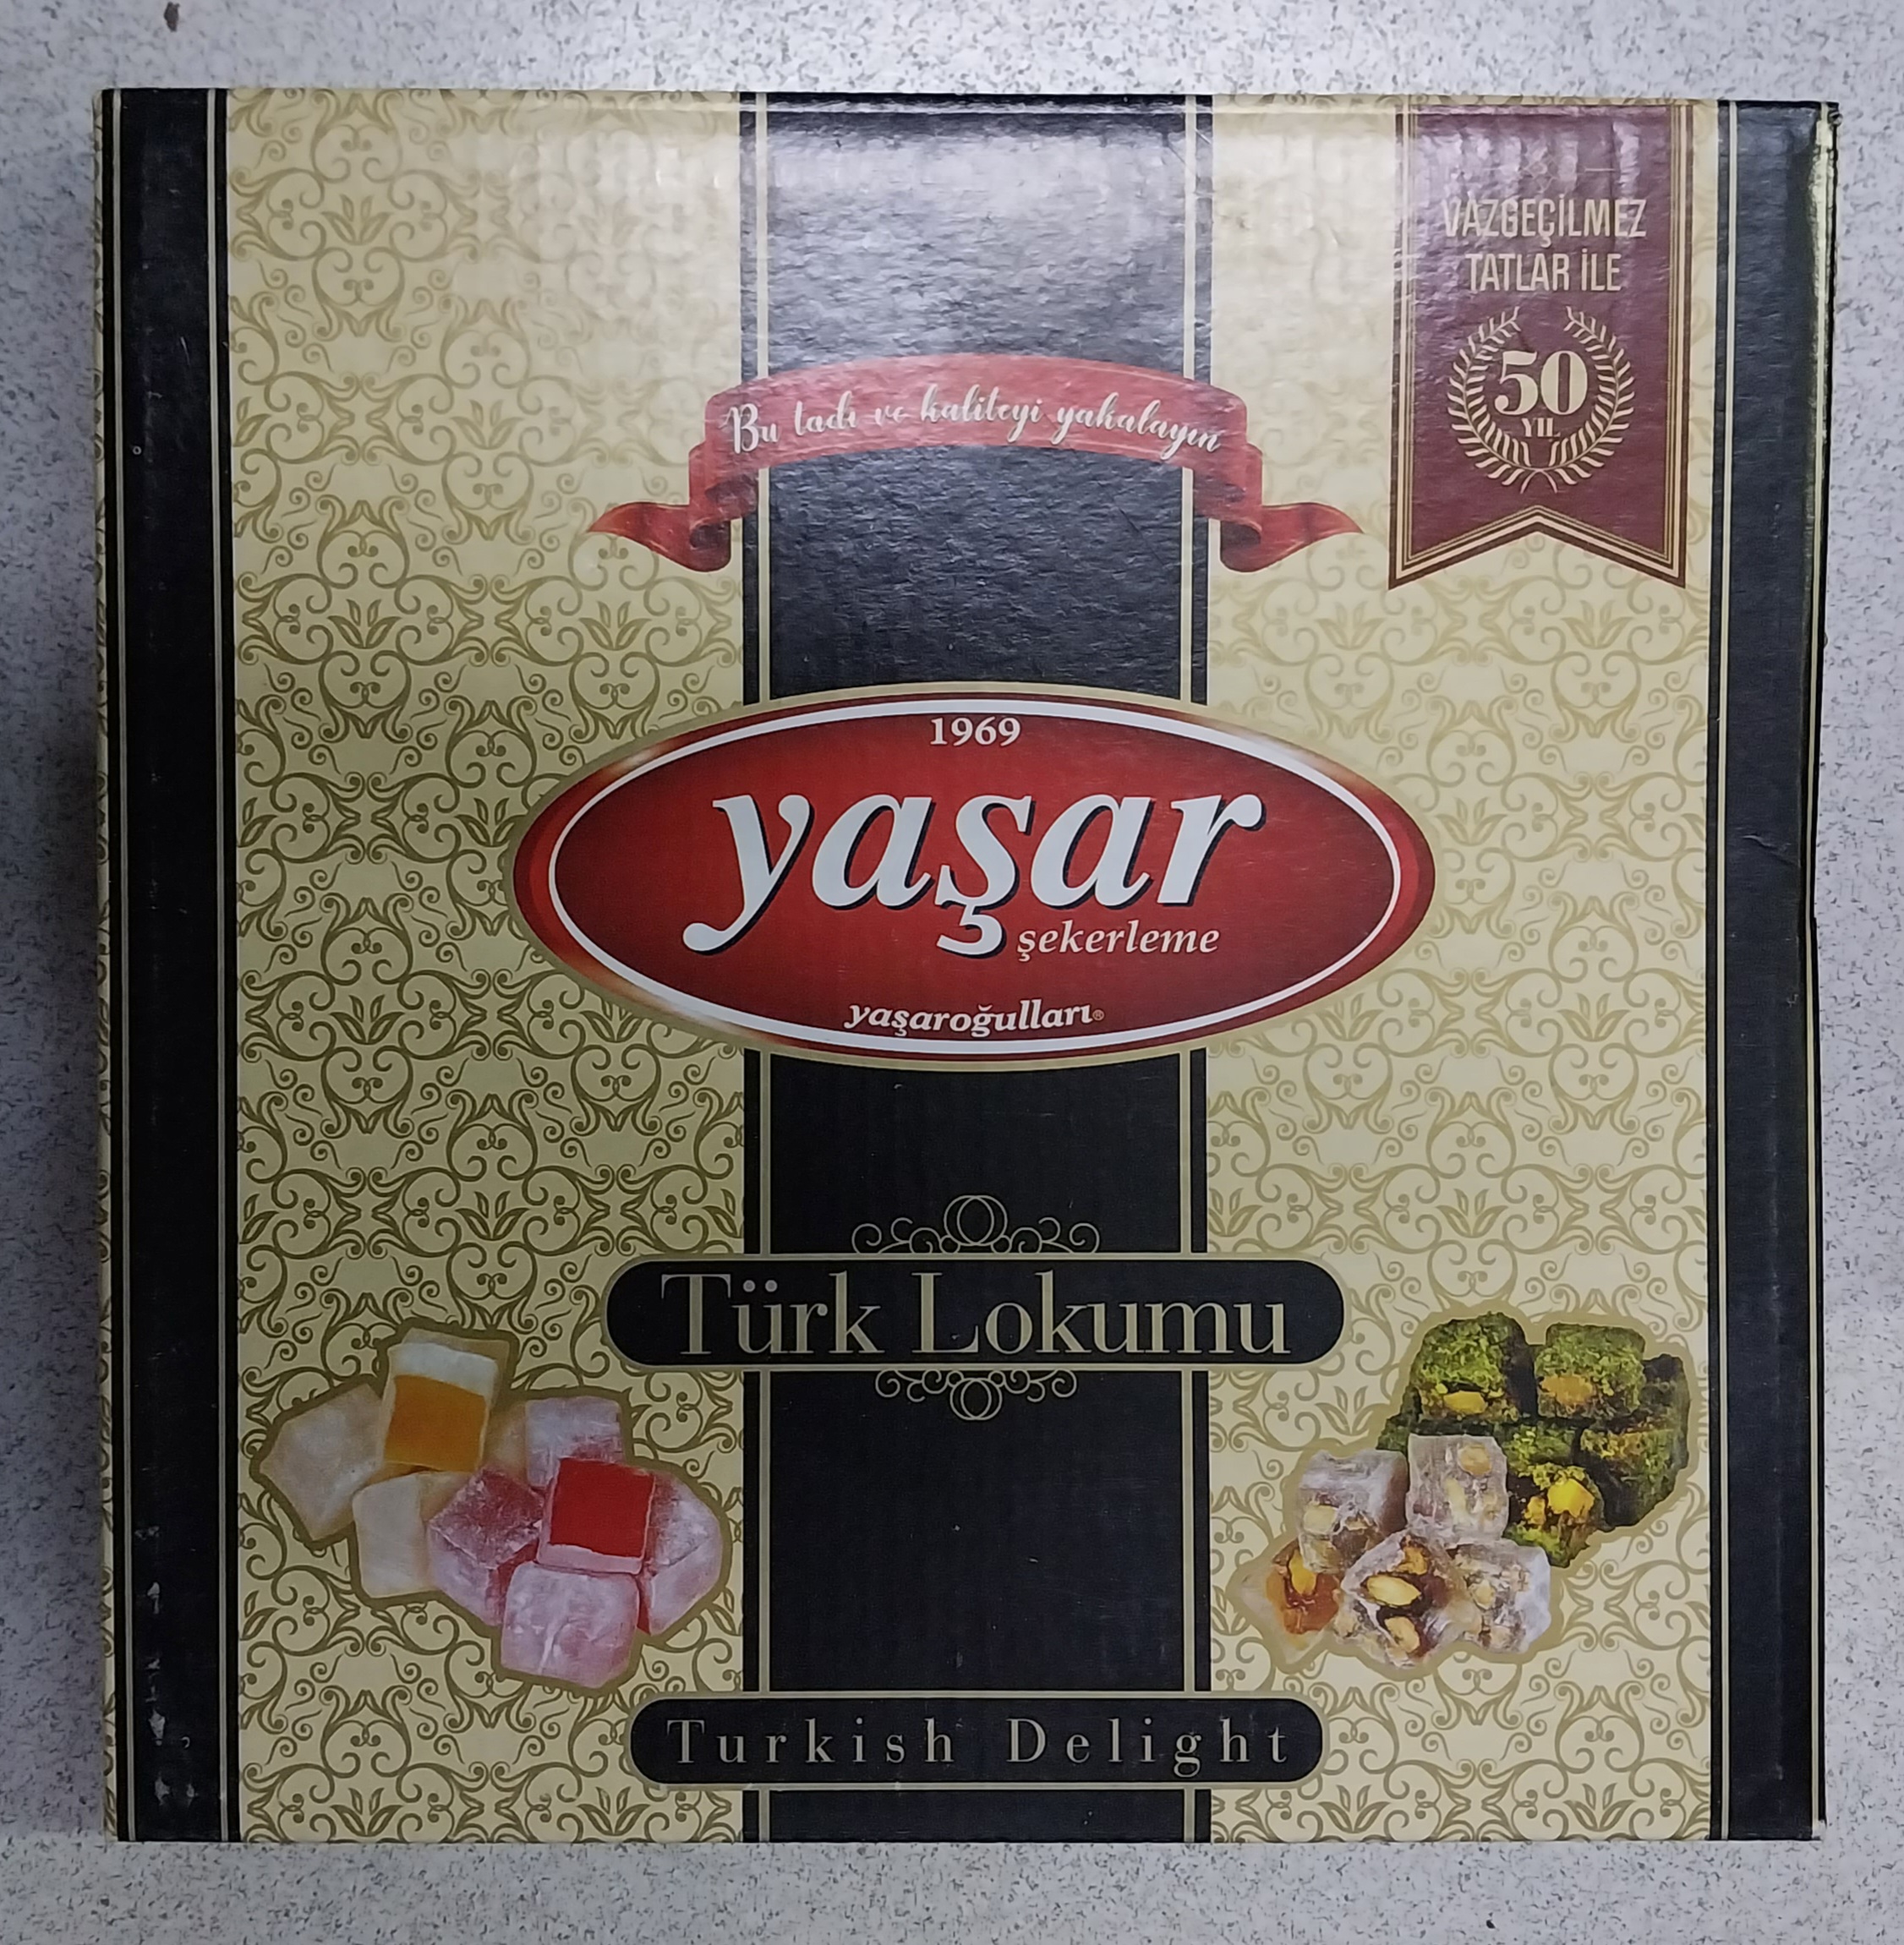 VAZGEÇİLMEZ
TATLAR İLE
50
YIL
Bu tadı ve kaliteyi yakalayın
1969
yaşar
şekerleme
yaşaroğulları®
Türk Lokumu
Turkish Delight